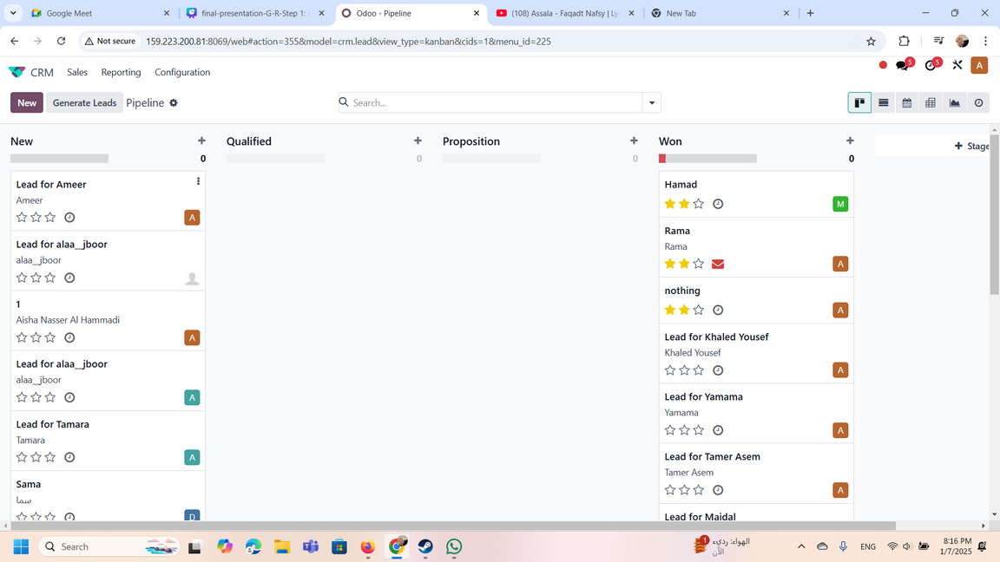 Google Meet
final-presentation-G-R-Step 1:
Odoo - Pipeline
(108) Assala - Faqadt Nafsy | Ly
New Tab
Not secure
159.223.200.81:8069/web#action=355&model=crm.lead&view_type=kanban&cids=1&menu_id=225
CRM
Sales
Reporting
Configuration
5
5
A
New
Generate Leads
Pipeline
Search...
New
0
Qualified
0
Proposition
0
Won
0
Stage
Lead for Ameer
Ameer
A
Lead for alaa__jboor
alaa__jboor
1
Aisha Nasser Al Hammadi
A
Lead for alaa__jboor
alaa__jboor
A
Lead for Tamara
Tamara
A
Sama
سما
D
Hamad
M
Rama
Rama
A
nothing
A
Lead for Khaled Yousef
Khaled Yousef
A
Lead for Yamama
Yamama
A
Lead for Tamer Asem
Tamer Asem
A
Lead for Maidal
Search
1
الهواء: رديء
الآن
ENG
8:16 PM
1/7/2025